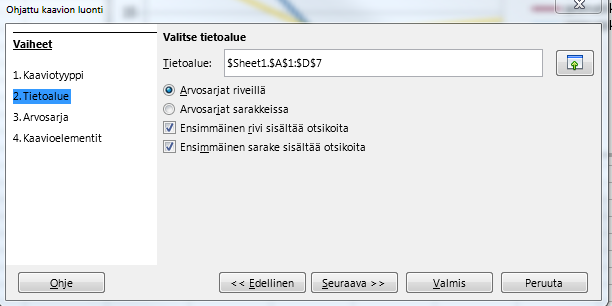 Ohjattu kaavion luonti
Vaiheet
1. Kaaviotyyppi
2. Tietoalue
3. Arvosarja
4. Kaavioelementit
Valitse tietoalue
Tietoalue:
$Sheet1.$A$1:$D$7
Arvosarjat riveillä
Arvosarjat sarakkeissa
Ensimmäinen rivi sisältää otsikoita
Ensimmäinen sarake sisältää otsikoita
Ohje
<< Edellinen
Seuraava >>
Valmis
Peruuta